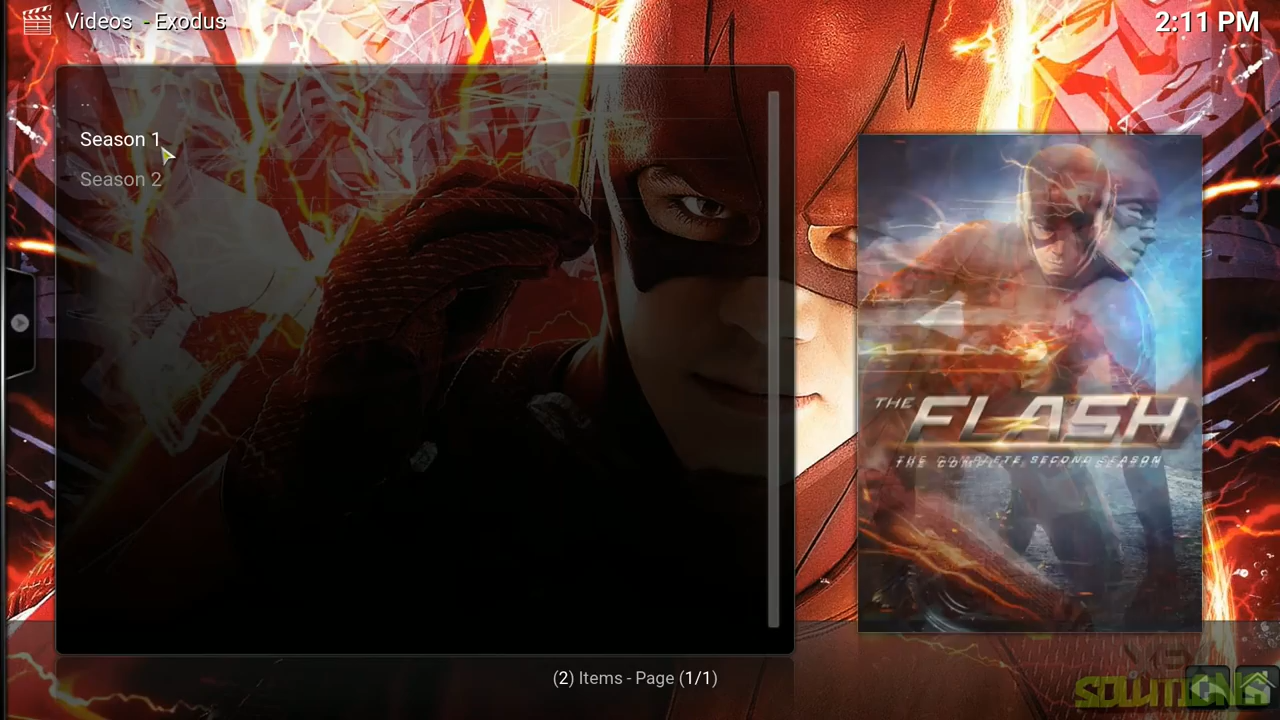 Videos - Exodus
2:11 PM
..
Season 1
Season 2
THE FLASH
THE COMPLETE SECOND SEASON
(2) Items - Page (1/1)
SOLUTIONS